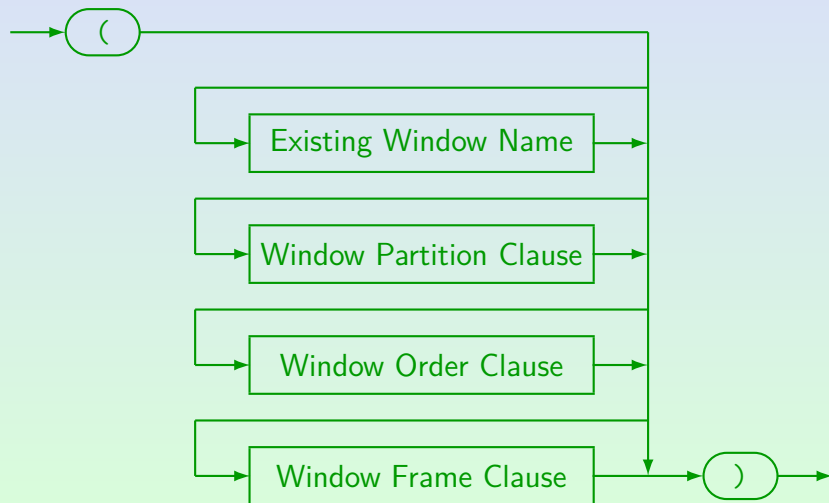 (
Existing Window Name
Window Partition Clause
Window Order Clause
Window Frame Clause
)